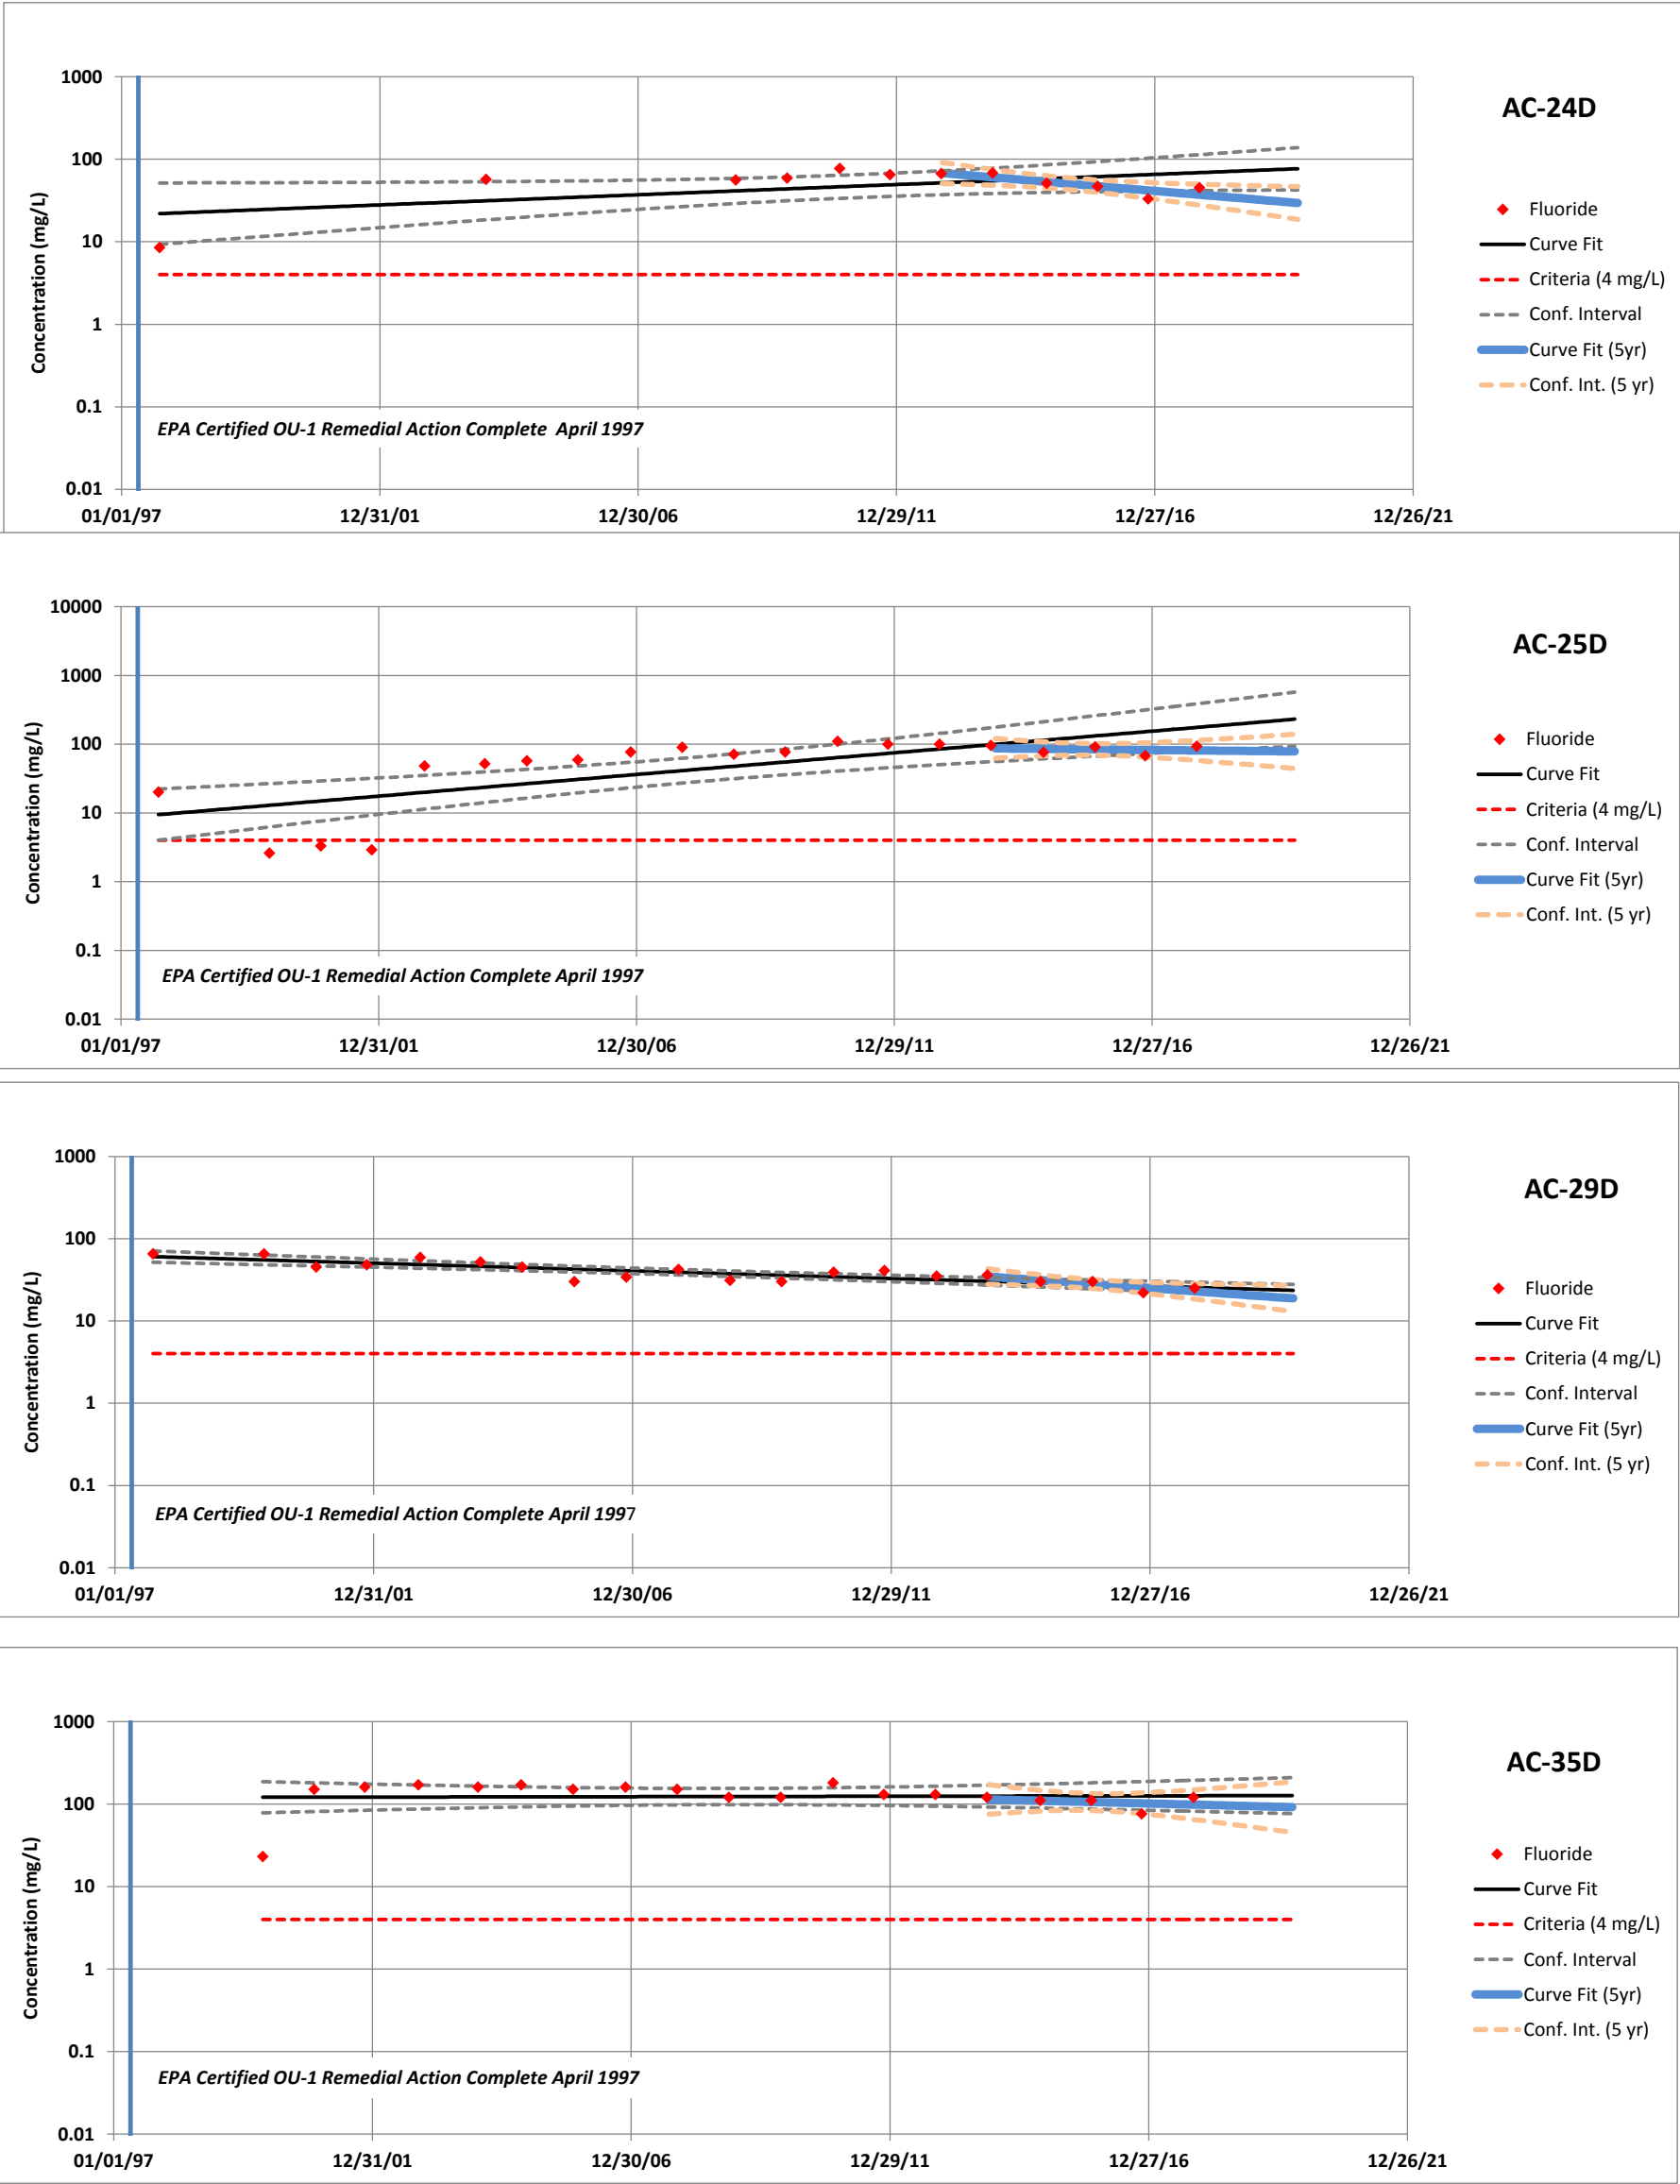 AC-24D
1000
100
10
1
0.1
0.01
Concentration (mg/L)
EPA Certified OU-1 Remedial Action Complete April 1997
01/01/97 12/31/01 12/30/06 12/29/11 12/27/16 12/26/21
Fluoride
Curve Fit
Criteria (4 mg/L)
Conf. Interval
Curve Fit (5yr)
Conf. Int. (5 yr)
AC-25D
10000
1000
100
10
1
0.1
0.01
Concentration (mg/L)
EPA Certified OU-1 Remedial Action Complete April 1997
01/01/97 12/31/01 12/30/06 12/29/11 12/27/16 12/26/21
Fluoride
Curve Fit
Criteria (4 mg/L)
Conf. Interval
Curve Fit (5yr)
Conf. Int. (5 yr)
AC-29D
1000
100
10
1
0.1
0.01
Concentration (mg/L)
EPA Certified OU-1 Remedial Action Complete April 1997
01/01/97 12/31/01 12/30/06 12/29/11 12/27/16 12/26/21
Fluoride
Curve Fit
Criteria (4 mg/L)
Conf. Interval
Curve Fit (5yr)
Conf. Int. (5 yr)
AC-35D
1000
100
10
1
0.1
0.01
Concentration (mg/L)
EPA Certified OU-1 Remedial Action Complete April 1997
01/01/97 12/31/01 12/30/06 12/29/11 12/27/16 12/26/21
Fluoride
Curve Fit
Criteria (4 mg/L)
Conf. Interval
Curve Fit (5yr)
Conf. Int. (5 yr)